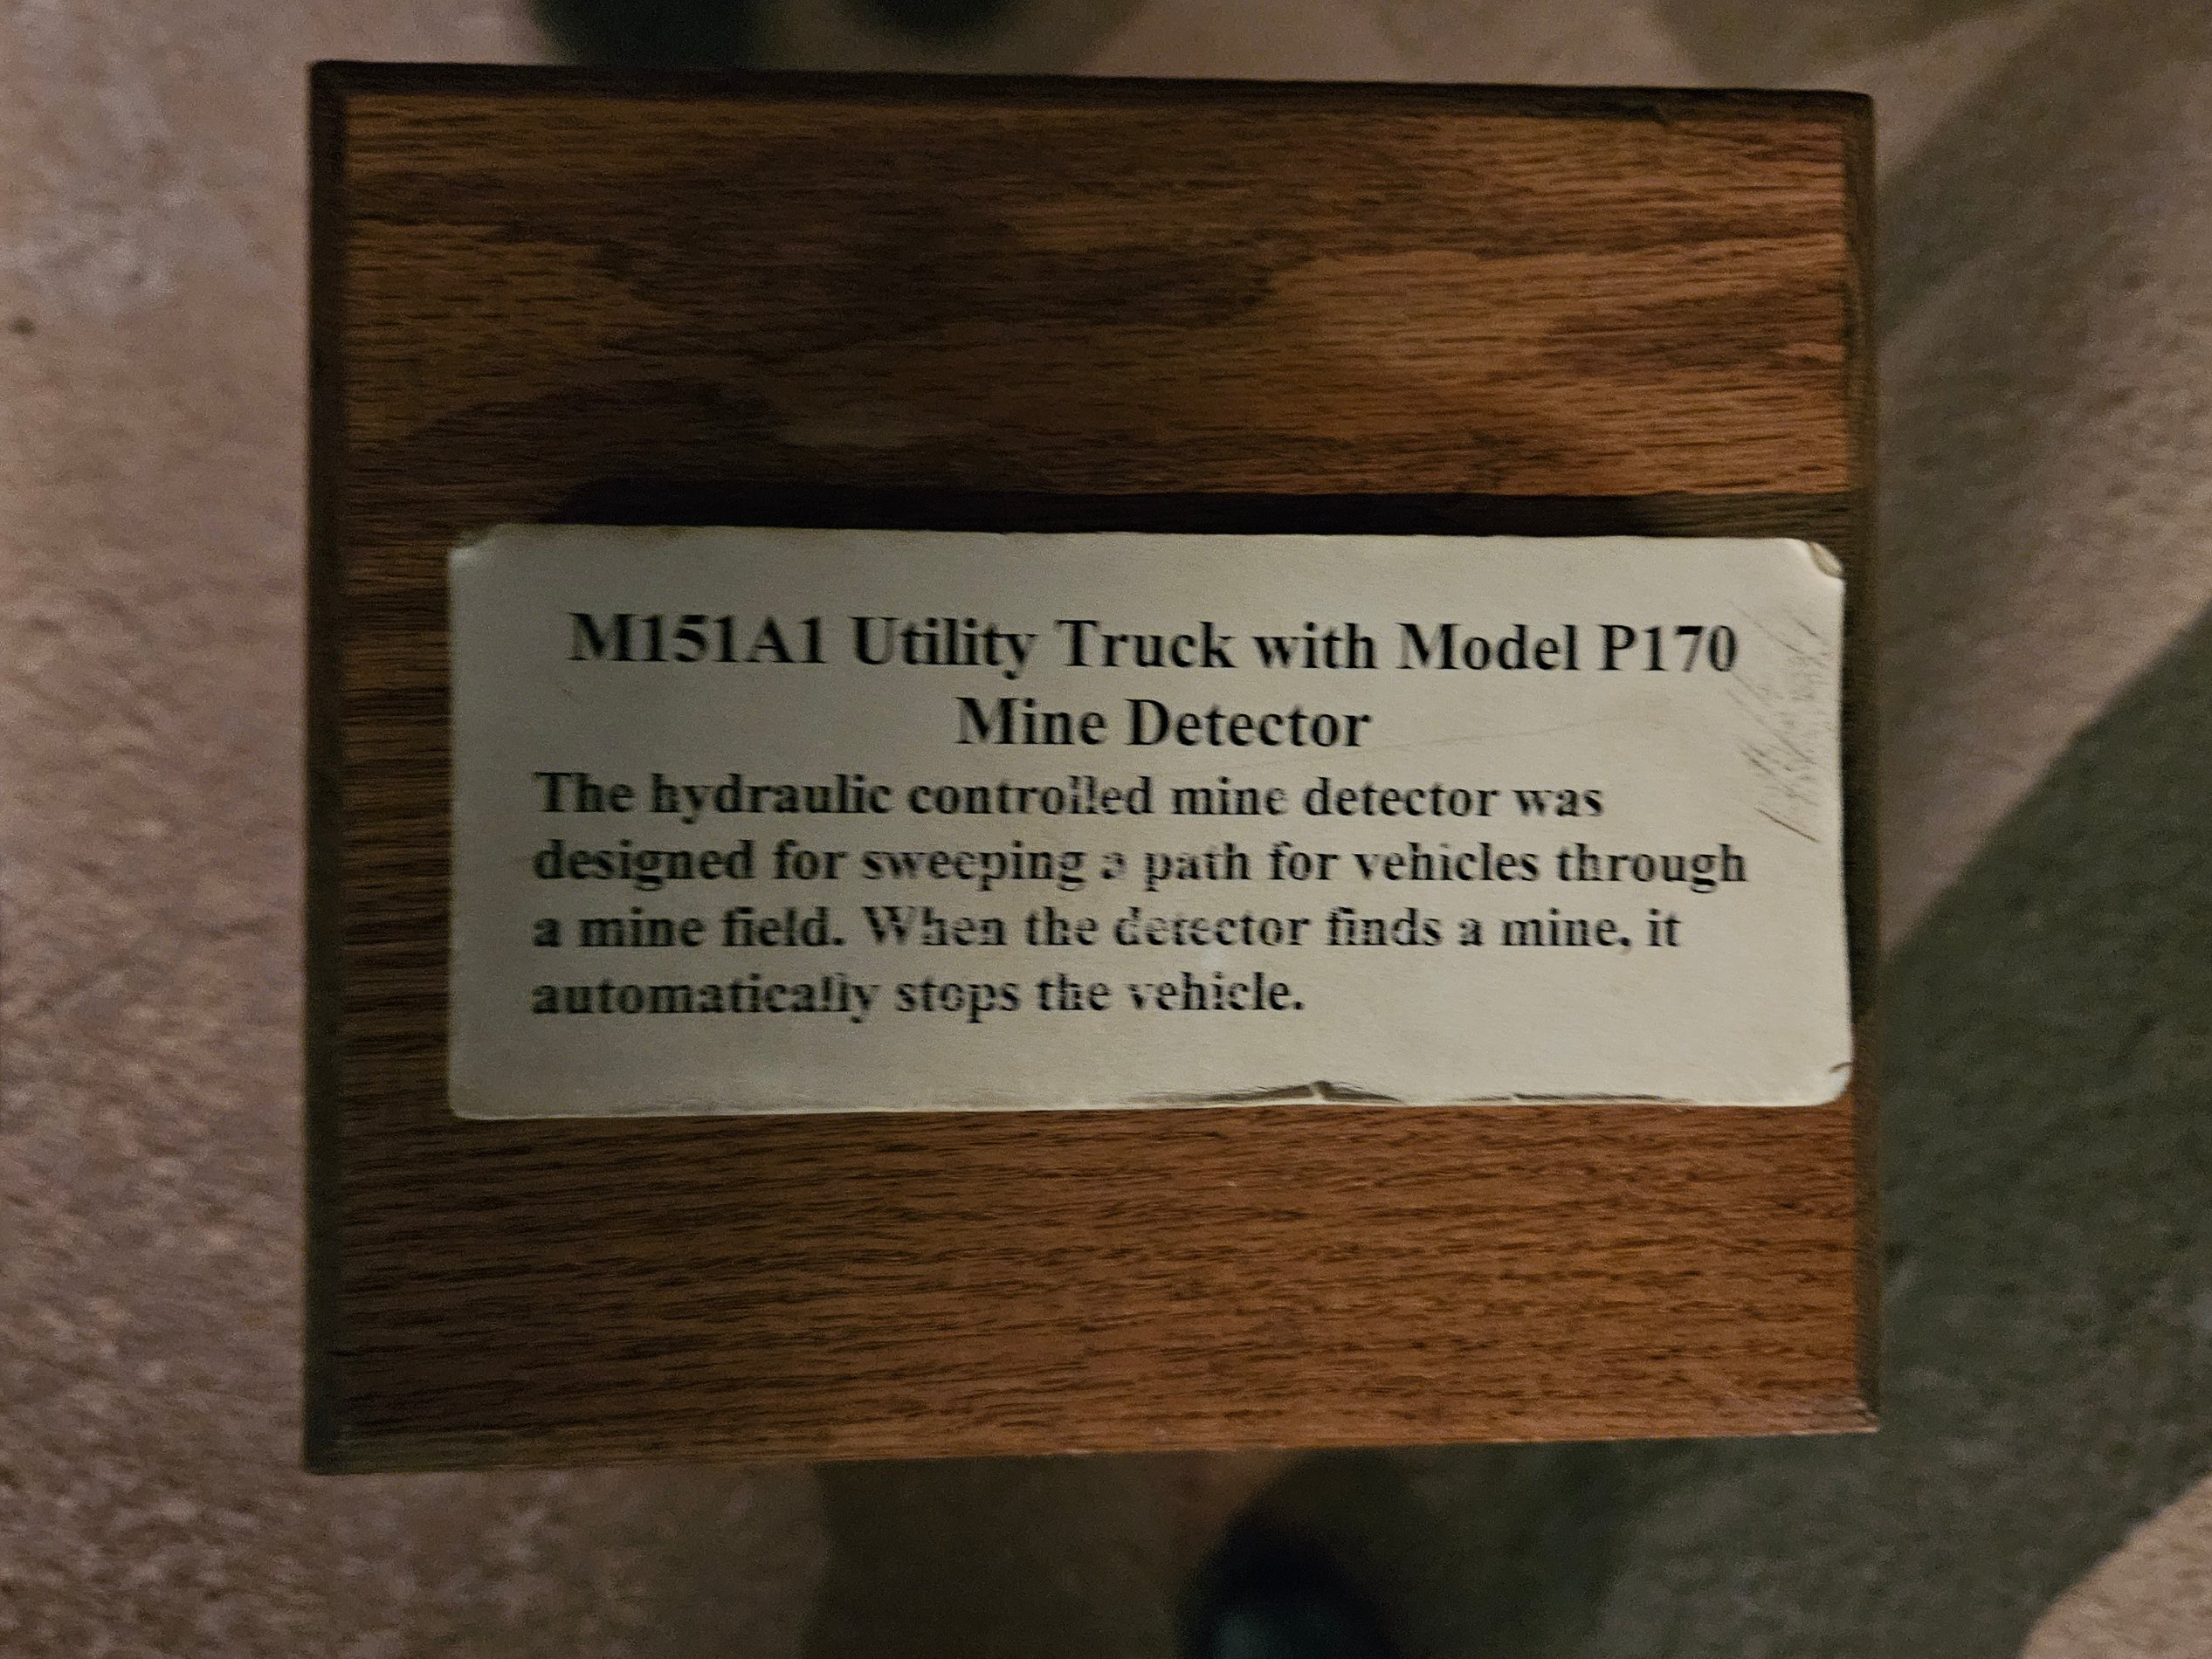 M151A1 Utility Truck with Model P170
Mine Detector
The hydraulic controlled mine detector was
designed for sweeping a path for vehicles through
a mine field. When the detector finds a mine, it
automatically stops the vehicle.